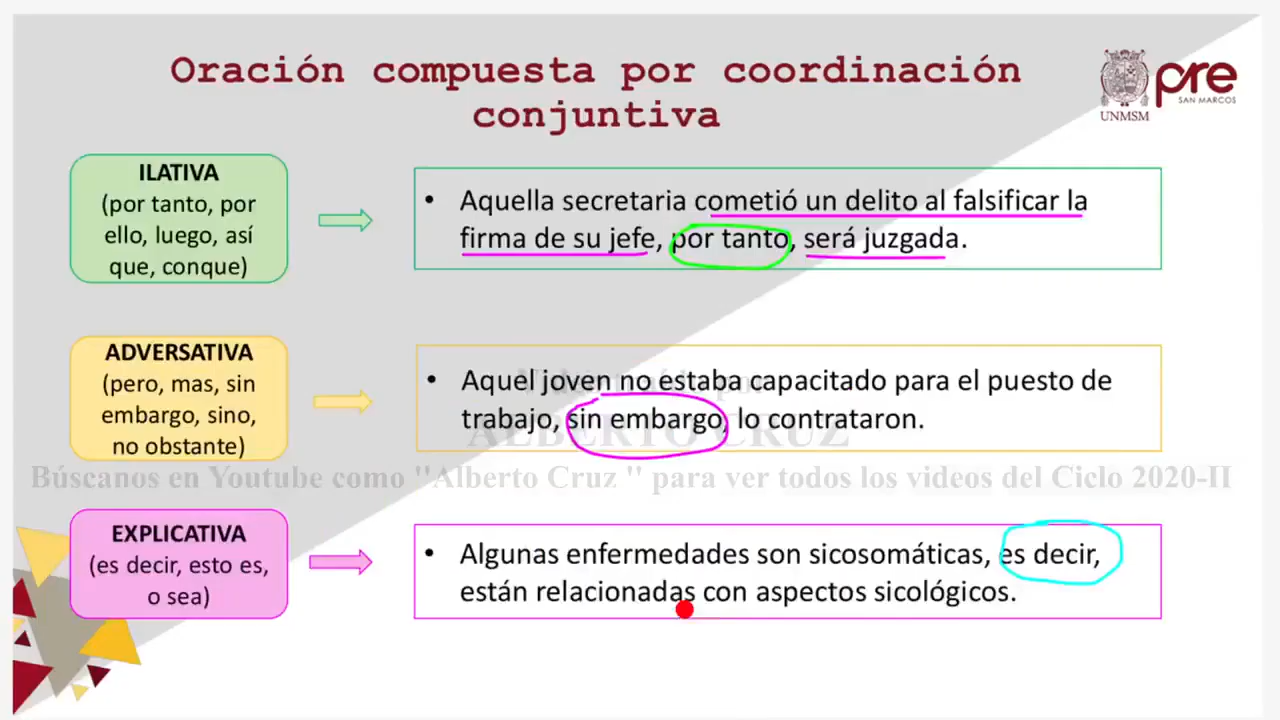 Oración compuesta por coordinación
conjuntiva
pre
SAN MARCOS
UNMSM
ILATIVA
(por tanto, por
ello, luego, así
que, conque)
• Aquella secretaria cometió un delito al falsificar la
firma de su jefe, por tanto, será juzgada.
ADVERSATIVA
(pero, mas, sin
embargo, sino,
no obstante)
• Aquel joven no estaba capacitado para el puesto de
trabajo, sin embargo, lo contrataron.
ALBERTO CRUZ
Búscanos en Youtube como "Alberto Cruz " para ver todos los videos del Ciclo 2020-II
EXPLICATIVA
(es decir, esto es,
o sea)
• Algunas enfermedades son sicosomáticas, es decir,
están relacionadas con aspectos sicológicos.